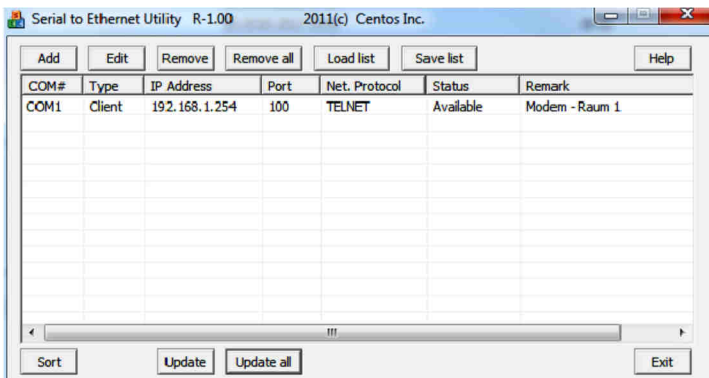 Serial to Ethernet Utility R-1.00 2011(c) Centos Inc.
Add Edit Remove Remove all Load list Save list Help
COM# Type IP Address Port Net. Protocol Status Remark
COM1 Client 192.168.1.254 100 TELNET Available Modem - Raum 1
Sort Update Update all Exit